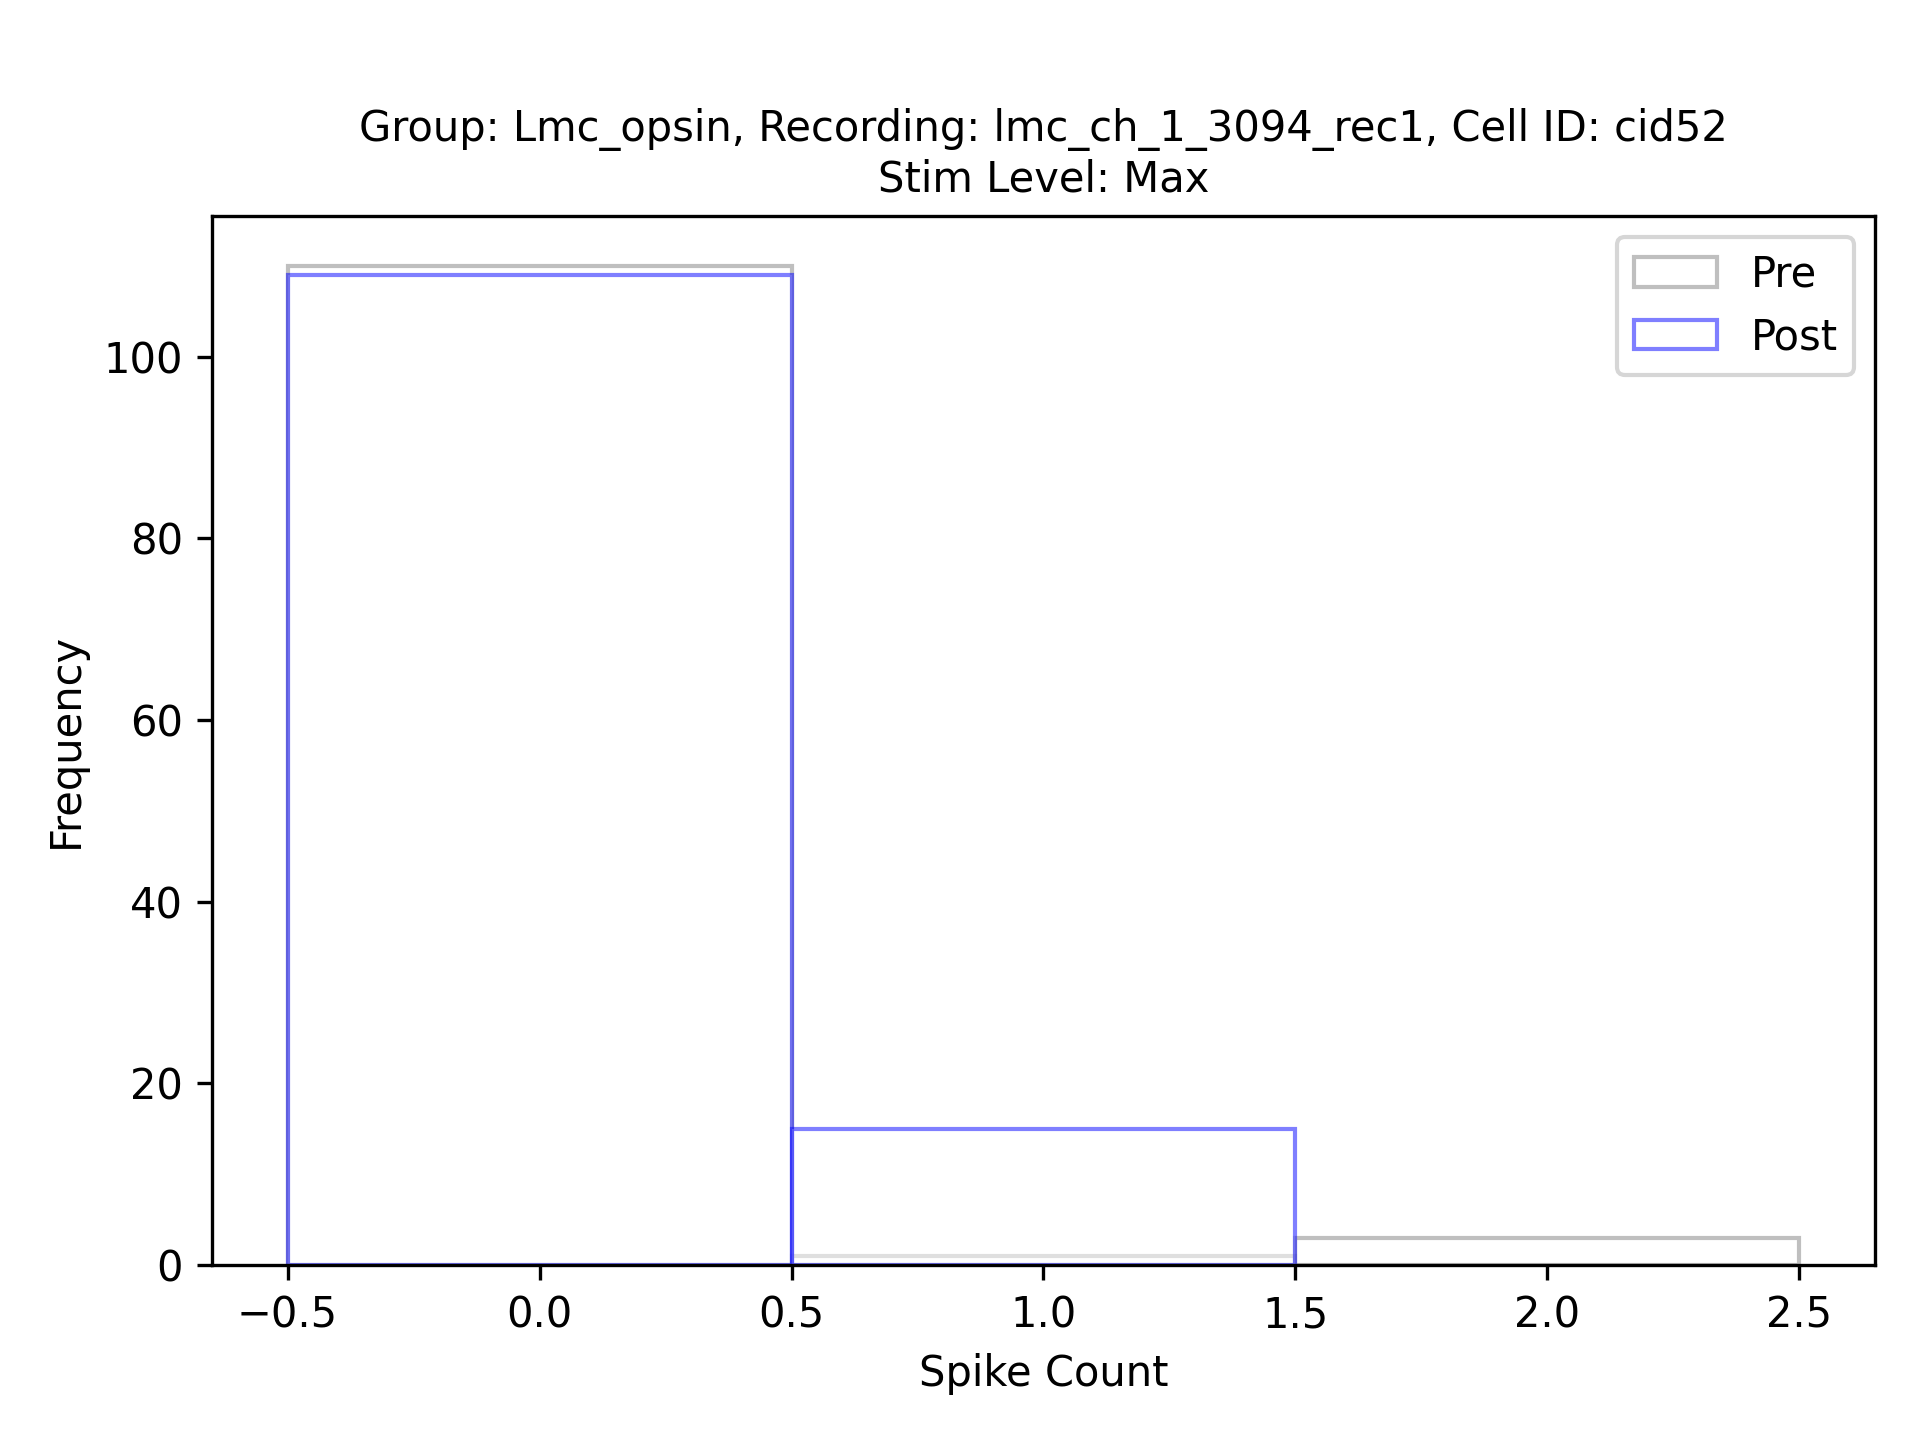 Group: Lmc_opsin, Recording: lmc_ch_1_3094_rec1, Cell ID: cid52
Stim Level: Max
Pre
Post
100
80
60
40
20
0
Frequency
−0.5 0.0 0.5 1.0 1.5 2.0 2.5
Spike Count